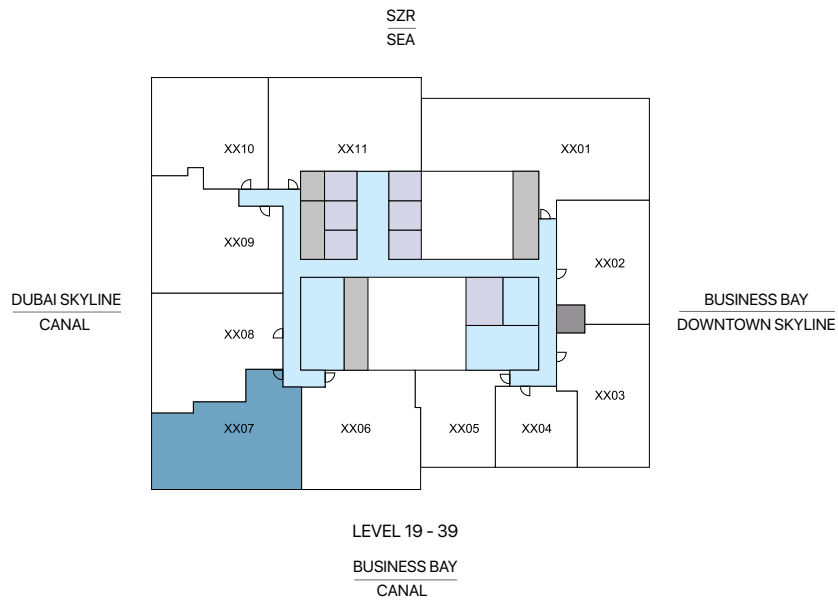 SZR
SEA
XX10
XX11
XX01
XX09
XX02
DUBAI SKYLINE
CANAL
BUSINESS BAY
DOWNTOWN SKYLINE
XX08
XX03
XX07
XX06
XX05
XX04
LEVEL 19 - 39
BUSINESS BAY
CANAL